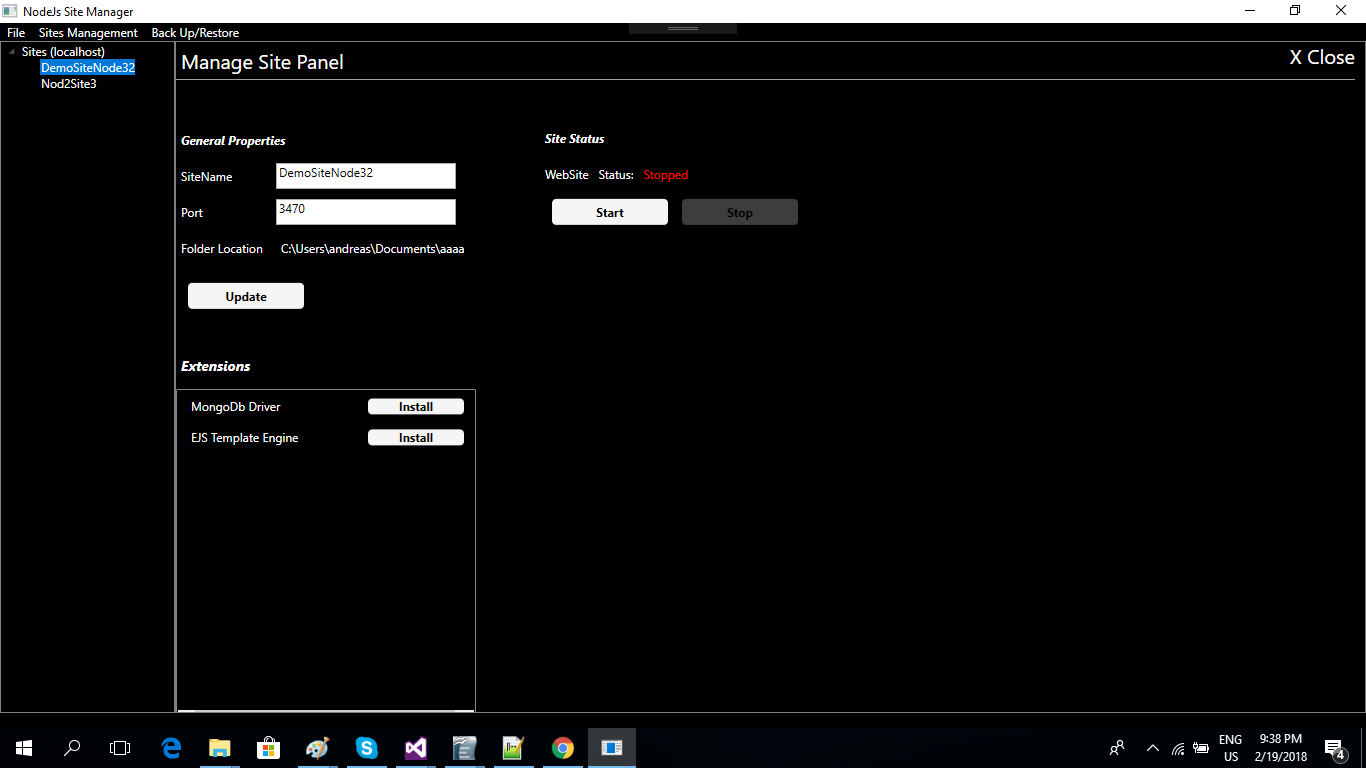 NodeJs Site Manager
File Sites Management Back Up/Restore
Sites (localhost)
DemoSiteNode32
Nod2Site3
Manage Site Panel
X Close
General Properties
SiteName DemoSiteNode32
Port 3470
Folder Location C:\Users\andreas\Documents\aaaa
Update
Site Status
WebSite Status: Stopped
Start Stop
Extensions
MongoDb Driver Install
EJS Template Engine Install
ENG
US
9:38 PM
2/19/2018
4